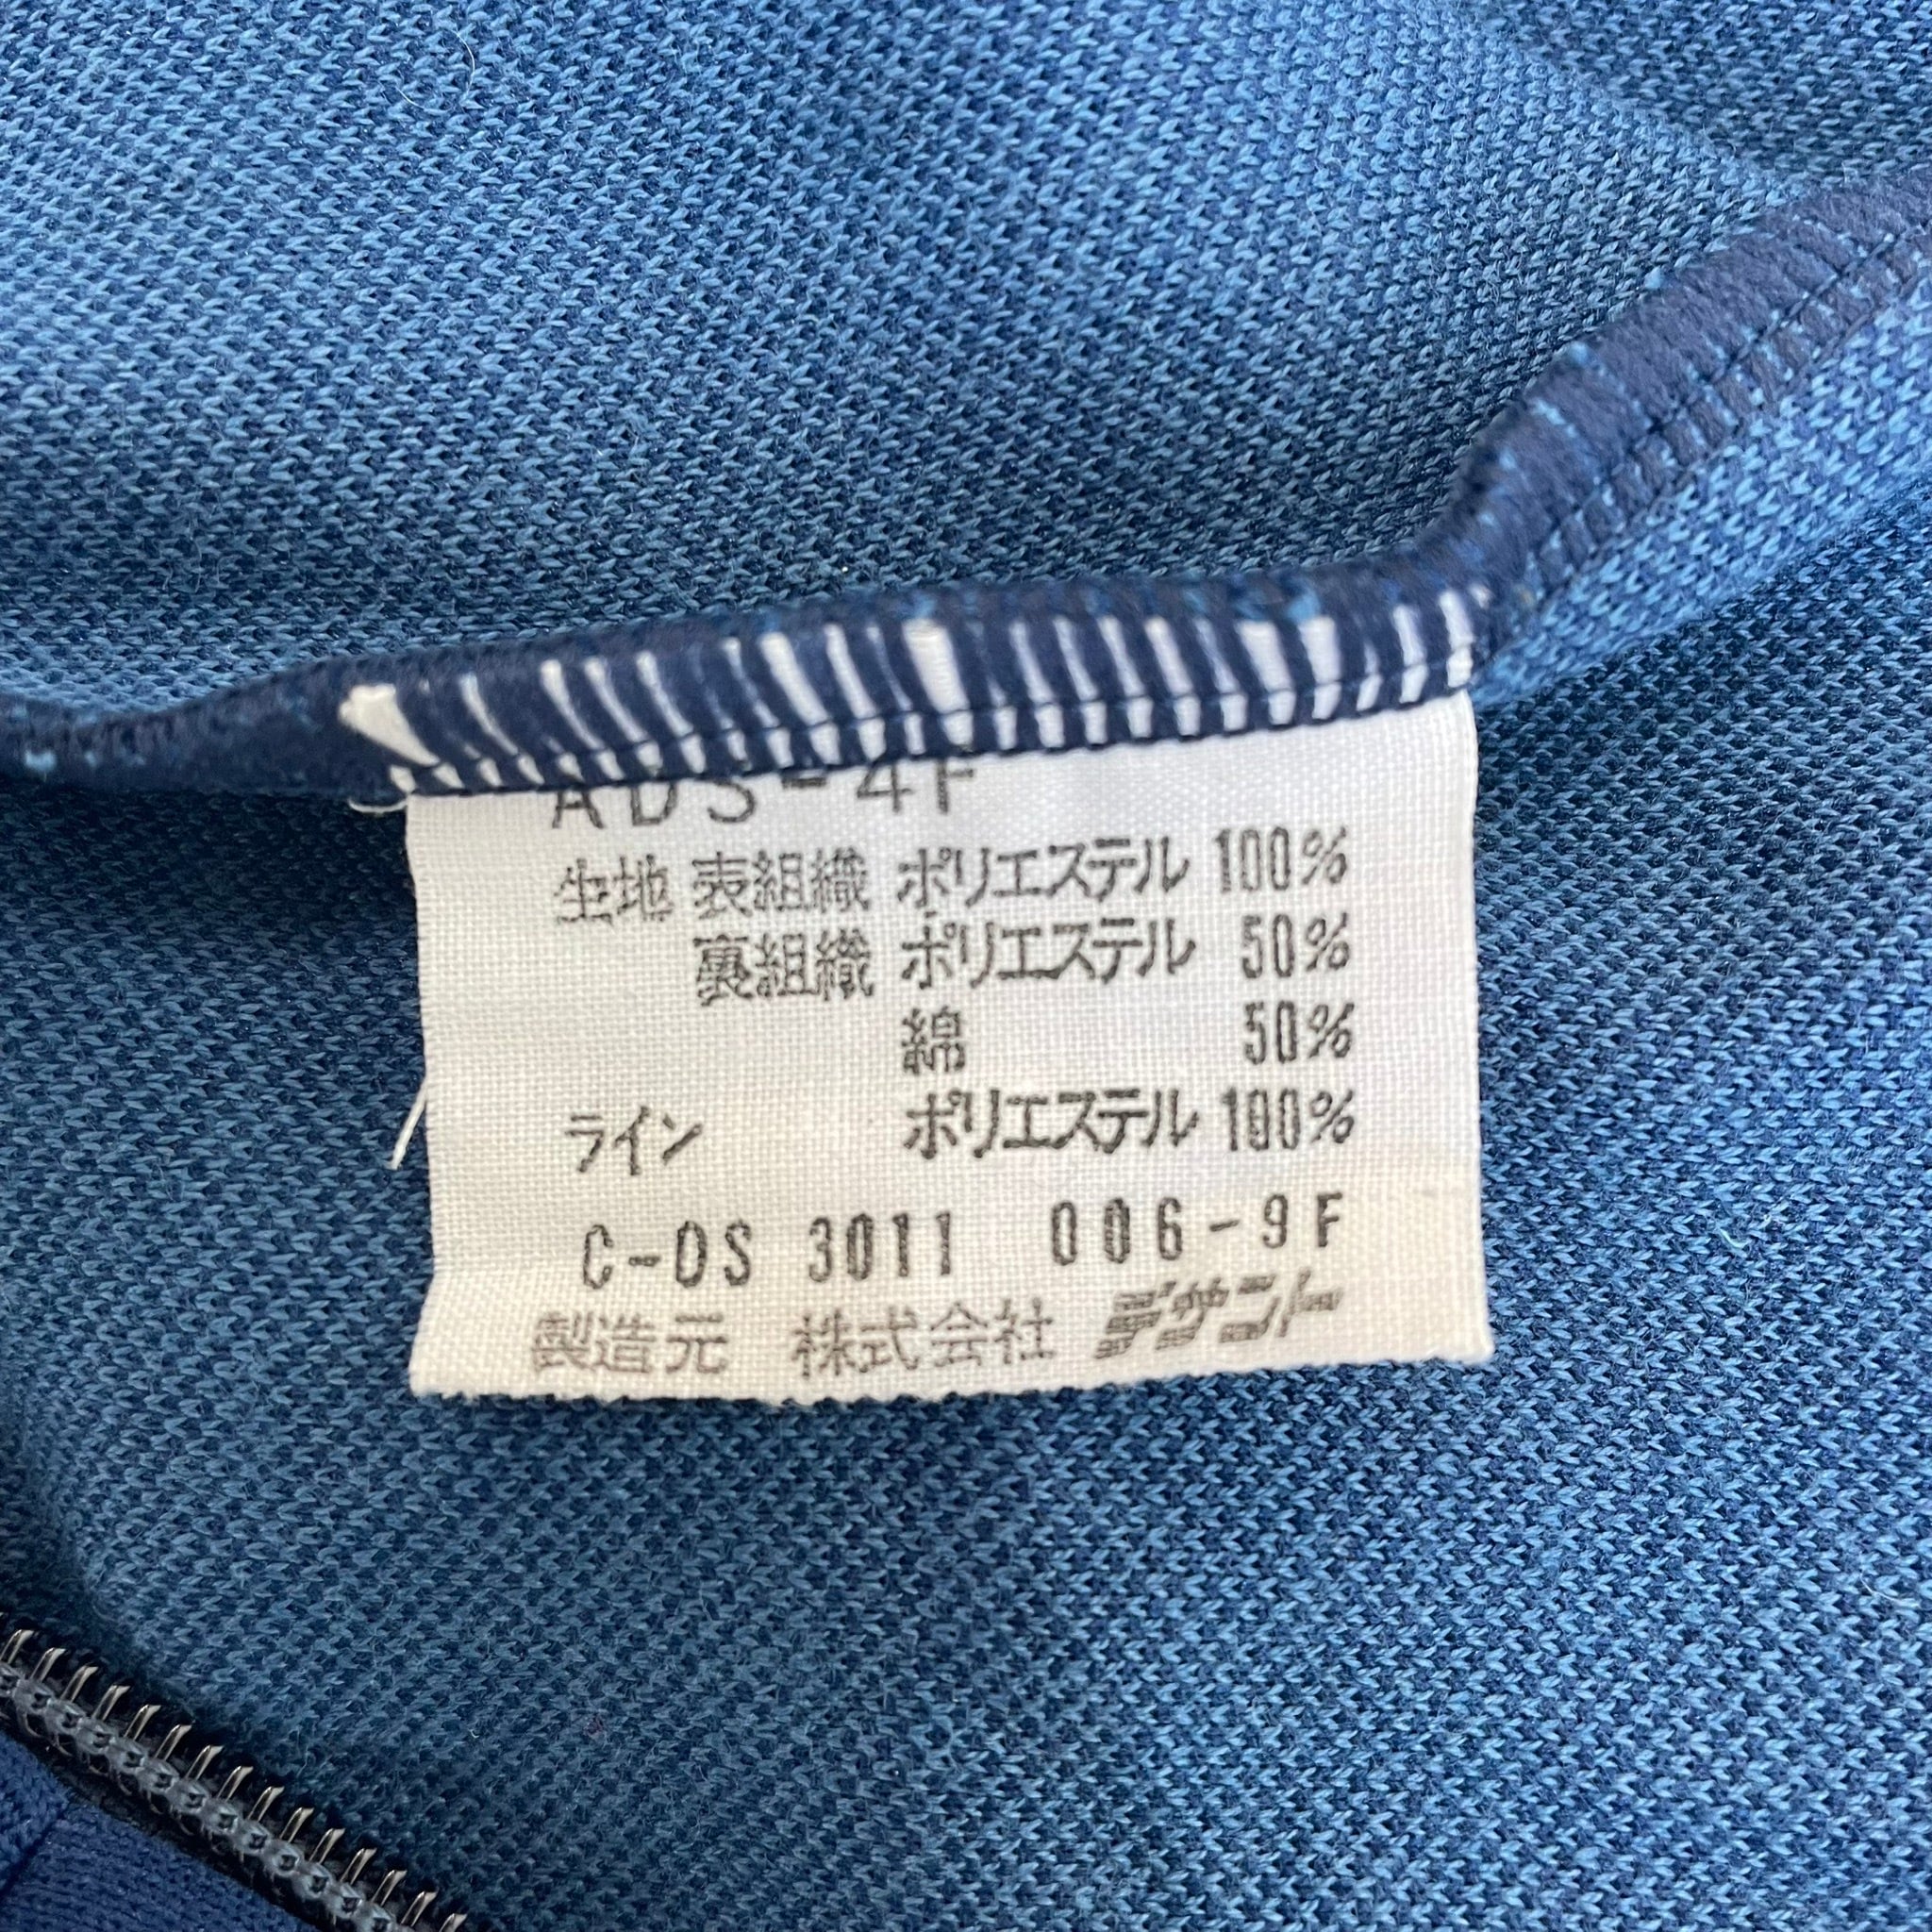 ADS-4F
生地 表組織 ポリエステル 100%
裏組織 ポリエステル 50%
綿 50%
ライン ポリエステル 100%
C-DS 3011 006-9F
製造元 株式会社 デサント